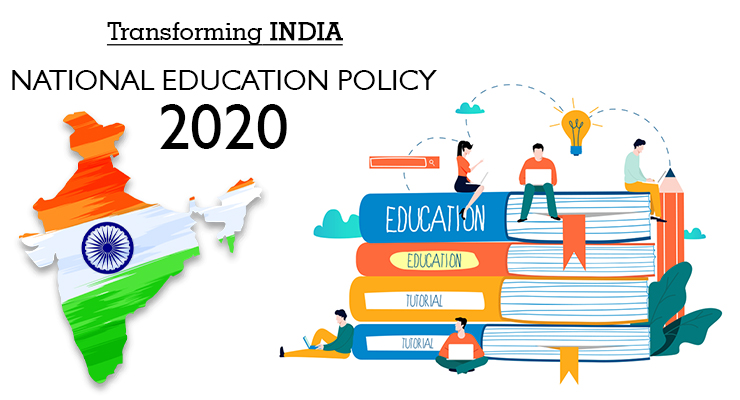 Transforming INDIA
NATIONAL EDUCATION POLICY
2020
EDUCATION
EDUCATION
TUTORIAL
TUTORIAL